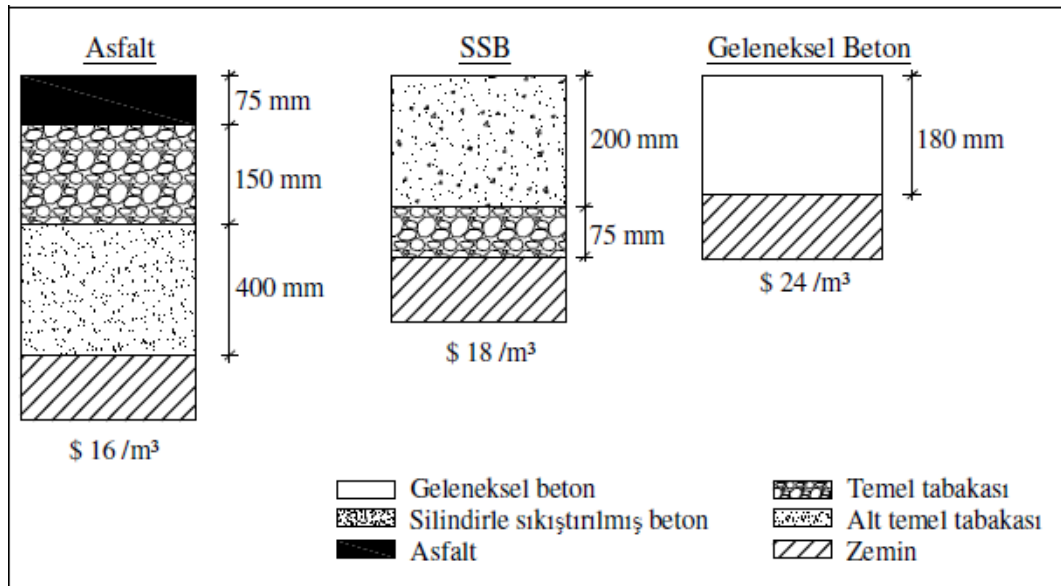 Asfalt
75 mm
150 mm
400 mm
$ 16 /m³
SSB
200 mm
75 mm
$ 18 /m³
Geleneksel Beton
180 mm
$ 24 /m³
Geleneksel beton
Silindirle sıkıştırılmış beton
Asfalt
Temel tabakası
Alt temel tabakası
Zemin